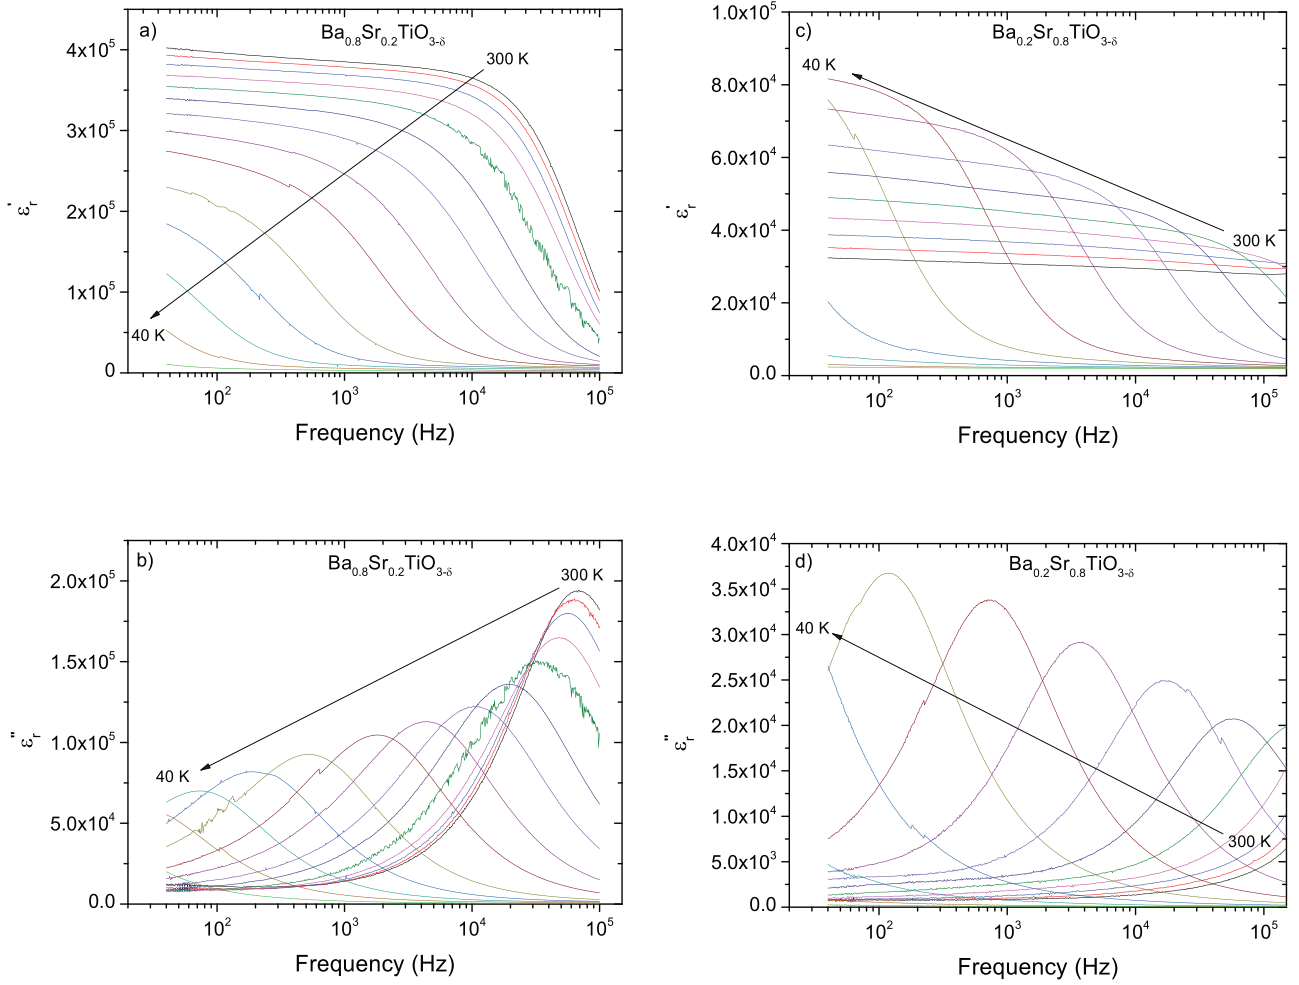 a)
Ba0.8Sr0.2TiO3-δ
300 K
40 K
4x10^5
3x10^5
2x10^5
1x10^5
0
εr'
10^2
10^3
10^4
10^5
Frequency (Hz)
c)
Ba0.2Sr0.8TiO3-δ
40 K
300 K
1.0x10^5
8.0x10^4
6.0x10^4
4.0x10^4
2.0x10^4
0.0
εr'
10^2
10^3
10^4
10^5
Frequency (Hz)
b)
Ba0.8Sr0.2TiO3-δ
300 K
40 K
2.0x10^5
1.5x10^5
1.0x10^5
5.0x10^4
0.0
εr"
10^2
10^3
10^4
10^5
Frequency (Hz)
d)
Ba0.2Sr0.8TiO3-δ
40 K
300 K
4.0x10^4
3.5x10^4
3.0x10^4
2.5x10^4
2.0x10^4
1.5x10^4
1.0x10^4
5.0x10^3
0.0
εr"
10^2
10^3
10^4
10^5
Frequency (Hz)